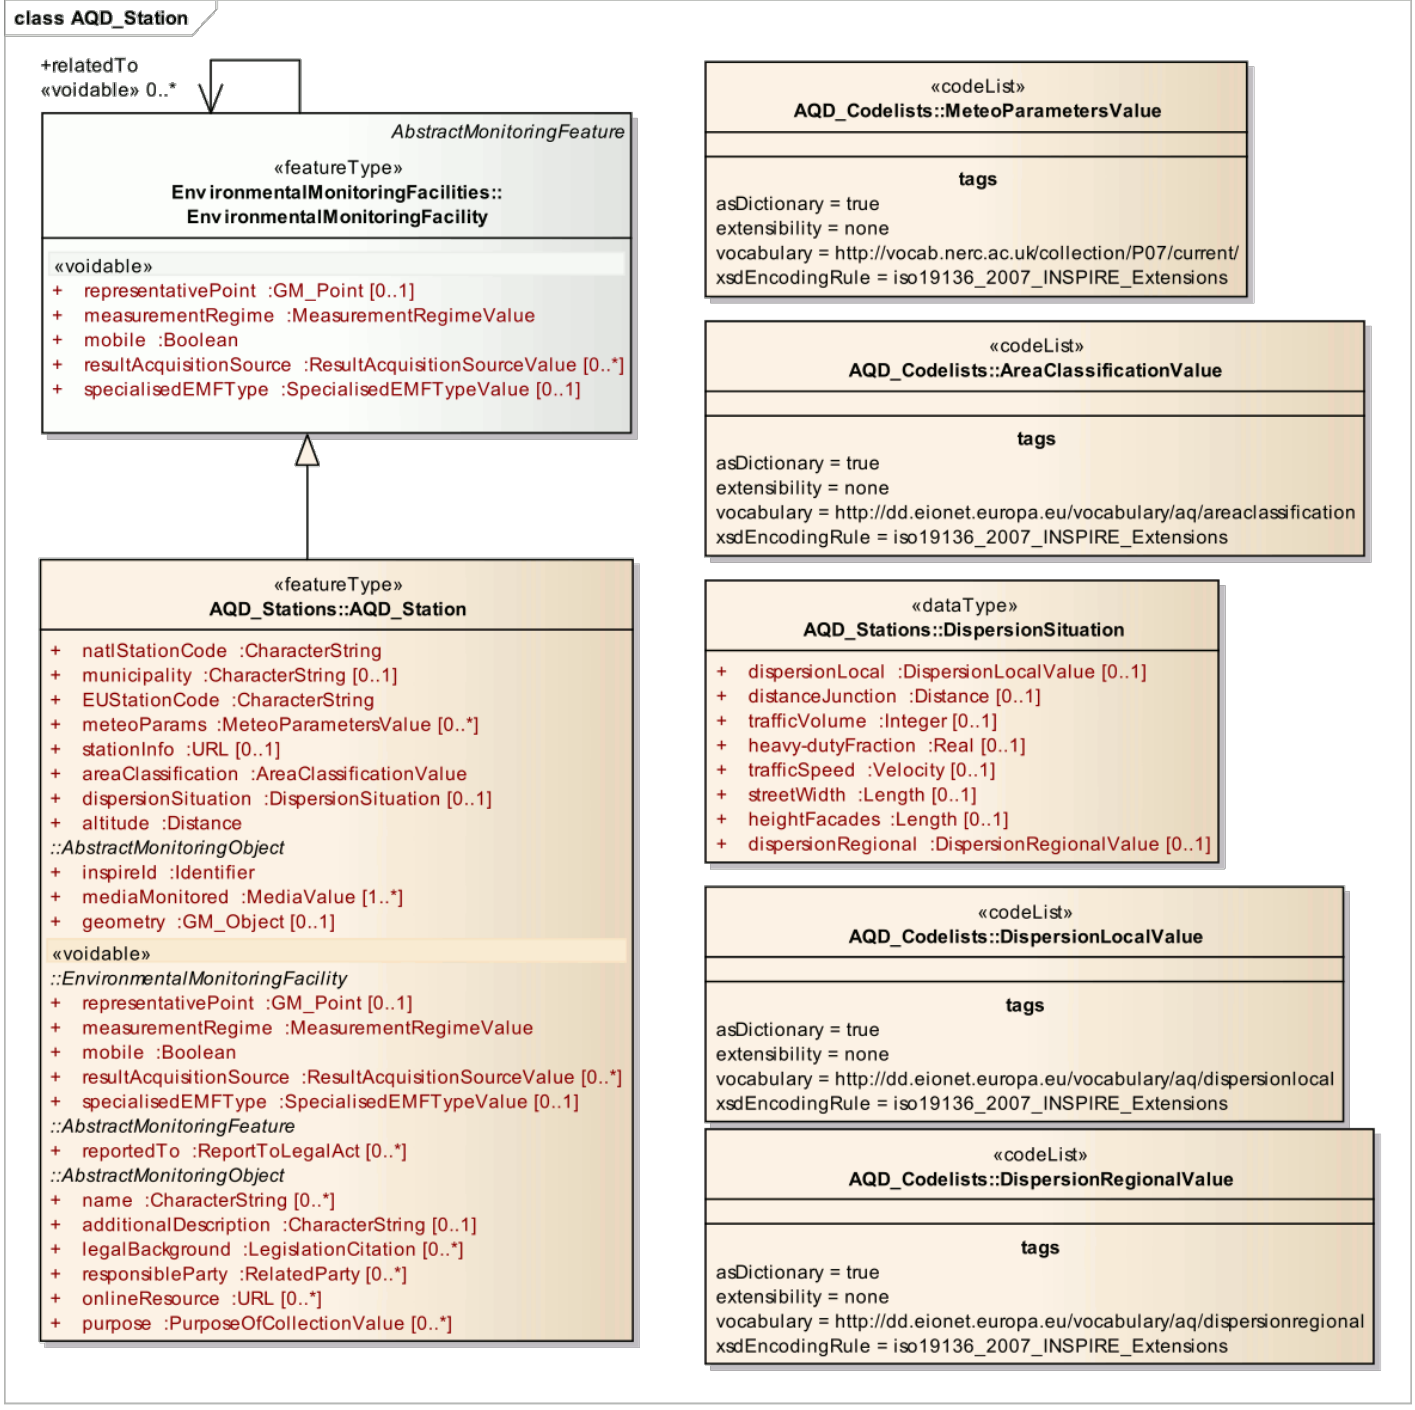 class AQD_Station
+relatedTo
«voidable» 0..*
AbstractMonitoringFeature
«featureType»
EnvironmentalMonitoringFacilities::
EnvironmentalMonitoringFacility
«voidable»
+ representativePoint :GM_Point [0..1]
+ measurementRegime :MeasurementRegimeValue
+ mobile :Boolean
+ resultAcquisitionSource :ResultAcquisitionSourceValue [0..*]
+ specialisedEMFType :SpecialisedEMFTypeValue [0..1]
«featureType»
AQD_Stations::AQD_Station
+ natlStationCode :CharacterString
+ municipality :CharacterString [0..1]
+ EUStationCode :CharacterString
+ meteoParams :MeteoParametersValue [0..*]
+ stationInfo :URL [0..1]
+ areaClassification :AreaClassificationValue
+ dispersionSituation :DispersionSituation [0..1]
+ altitude :Distance
::AbstractMonitoringObject
+ inspireId :Identifier
+ mediaMonitored :MediaValue [1..*]
+ geometry :GM_Object [0..1]
«voidable»
::EnvironmentalMonitoringFacility
+ representativePoint :GM_Point [0..1]
+ measurementRegime :MeasurementRegimeValue
+ mobile :Boolean
+ resultAcquisitionSource :ResultAcquisitionSourceValue [0..*]
+ specialisedEMFType :SpecialisedEMFTypeValue [0..1]
::AbstractMonitoringFeature
+ reportedTo :ReportToLegalAct [0..*]
::AbstractMonitoringObject
+ name :CharacterString [0..*]
+ additionalDescription :CharacterString [0..1]
+ legalBackground :LegislationCitation [0..*]
+ responsibleParty :RelatedParty [0..*]
+ onlineResource :URL [0..*]
+ purpose :PurposeOfCollectionValue [0..*]
«codeList»
AQD_Codelists::MeteoParametersValue
tags
asDictionary = true
extensibility = none
vocabulary = http://vocab.nerc.ac.uk/collection/P07/current/
xsdEncodingRule = iso19136_2007_INSPIRE_Extensions
«codeList»
AQD_Codelists::AreaClassificationValue
tags
asDictionary = true
extensibility = none
vocabulary = http://dd.eionet.europa.eu/vocabulary/aq/areaclassification
xsdEncodingRule = iso19136_2007_INSPIRE_Extensions
«dataType»
AQD_Stations::DispersionSituation
+ dispersionLocal :DispersionLocalValue [0..1]
+ distanceJunction :Distance [0..1]
+ trafficVolume :Integer [0..1]
+ heavy-dutyFraction :Real [0..1]
+ trafficSpeed :Velocity [0..1]
+ streetWidth :Length [0..1]
+ heightFacades :Length [0..1]
+ dispersionRegional :DispersionRegionalValue [0..1]
«codeList»
AQD_Codelists::DispersionLocalValue
tags
asDictionary = true
extensibility = none
vocabulary = http://dd.eionet.europa.eu/vocabulary/aq/dispersionlocal
xsdEncodingRule = iso19136_2007_INSPIRE_Extensions
«codeList»
AQD_Codelists::DispersionRegionalValue
tags
asDictionary = true
extensibility = none
vocabulary = http://dd.eionet.europa.eu/vocabulary/aq/dispersionregional
xsdEncodingRule = iso19136_2007_INSPIRE_Extensions